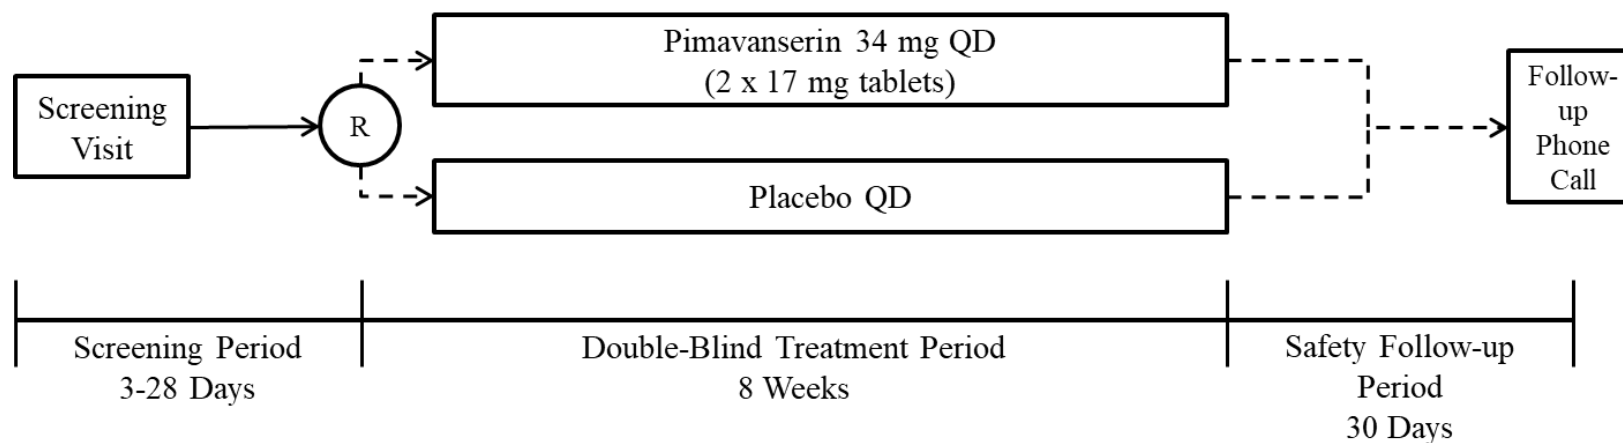 Screening
Visit
R
Pimavanserin 34 mg QD
(2 x 17 mg tablets)
Placebo QD
Follow-
up
Phone
Call
Screening Period
3-28 Days
Double-Blind Treatment Period
8 Weeks
Safety Follow-up
Period
30 Days